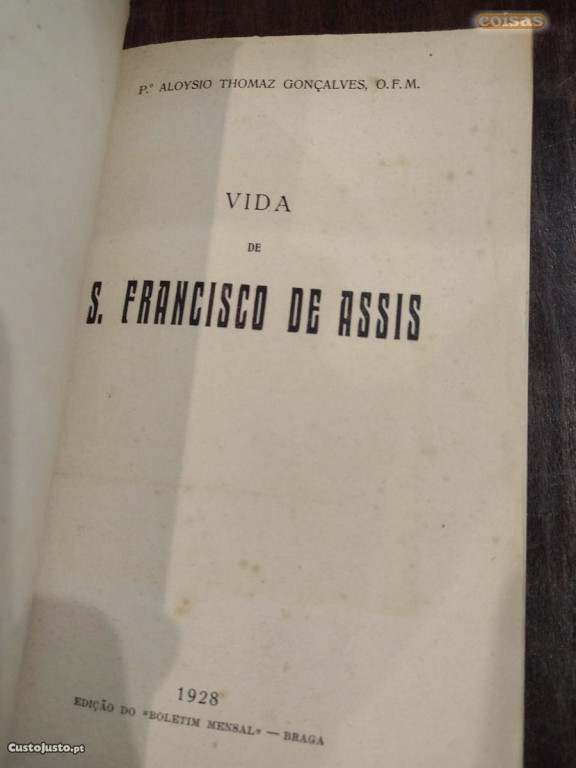 coisas
P.º ALOYSIO THOMAZ GONÇALVES, O.F.M.
VIDA
DE
S. FRANCISCO DE ASSIS
1928
EDIÇÃO DO "BOLETIM MENSAL" — BRAGA
CustoJusto.pt